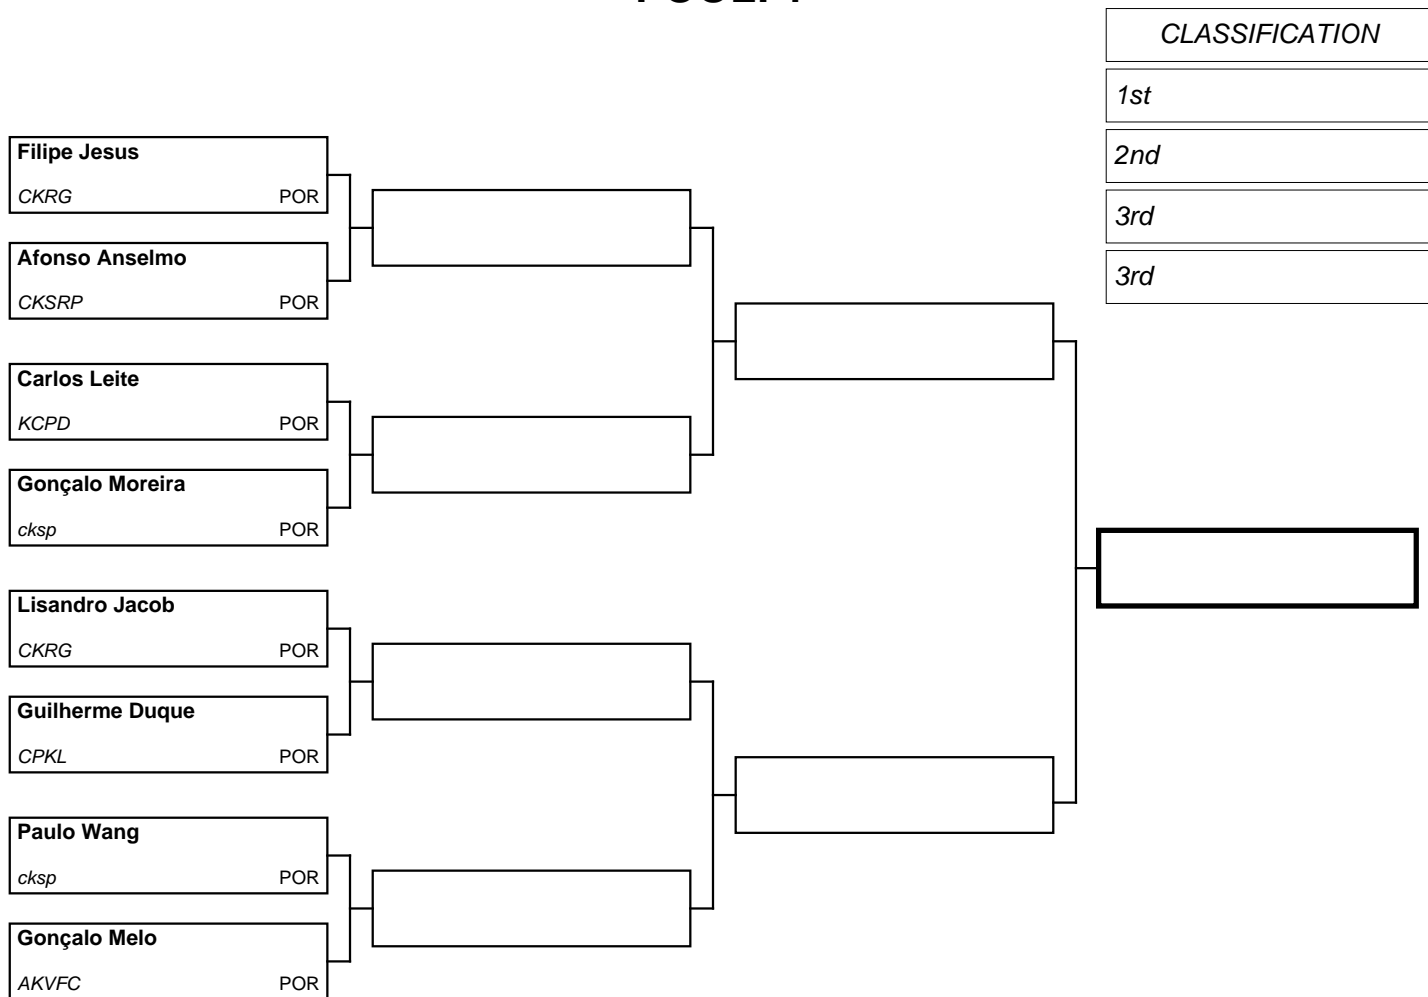 CLASSIFICATION
1st
2nd
3rd
3rd
Filipe Jesus
CKRG POR
Afonso Anselmo
CKSRP POR
Carlos Leite
KCPD POR
Gonçalo Moreira
cksp POR
Lisandro Jacob
CKRG POR
Guilherme Duque
CPKL POR
Paulo Wang
cksp POR
Gonçalo Melo
AKVFC POR